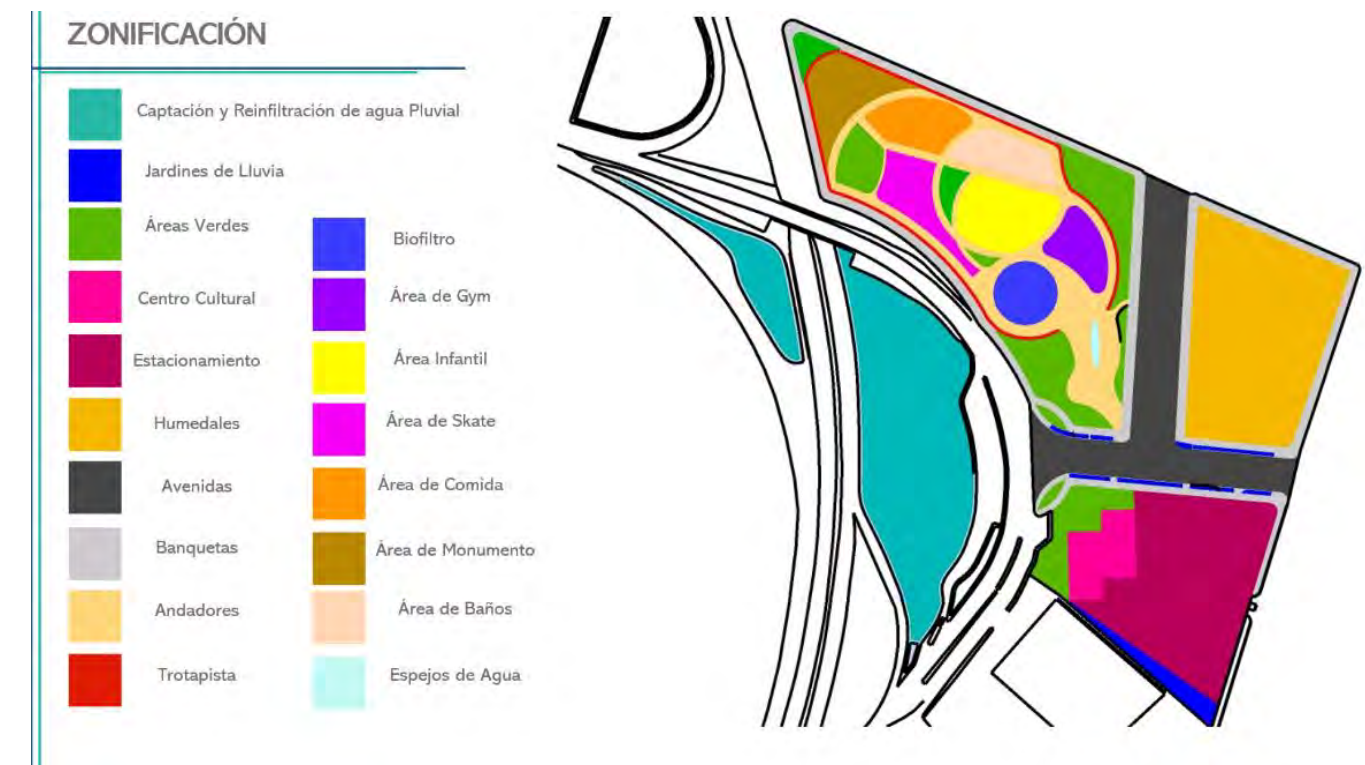 ZONIFICACIÓN
Captación y Reinfiltración de agua Pluvial
Jardines de Lluvia
Áreas Verdes
Centro Cultural
Estacionamiento
Humedales
Avenidas
Banquetas
Andadores
Trotapista
Biofiltro
Área de Gym
Área Infantil
Área de Skate
Área de Comida
Área de Monumento
Área de Baños
Espejos de Agua